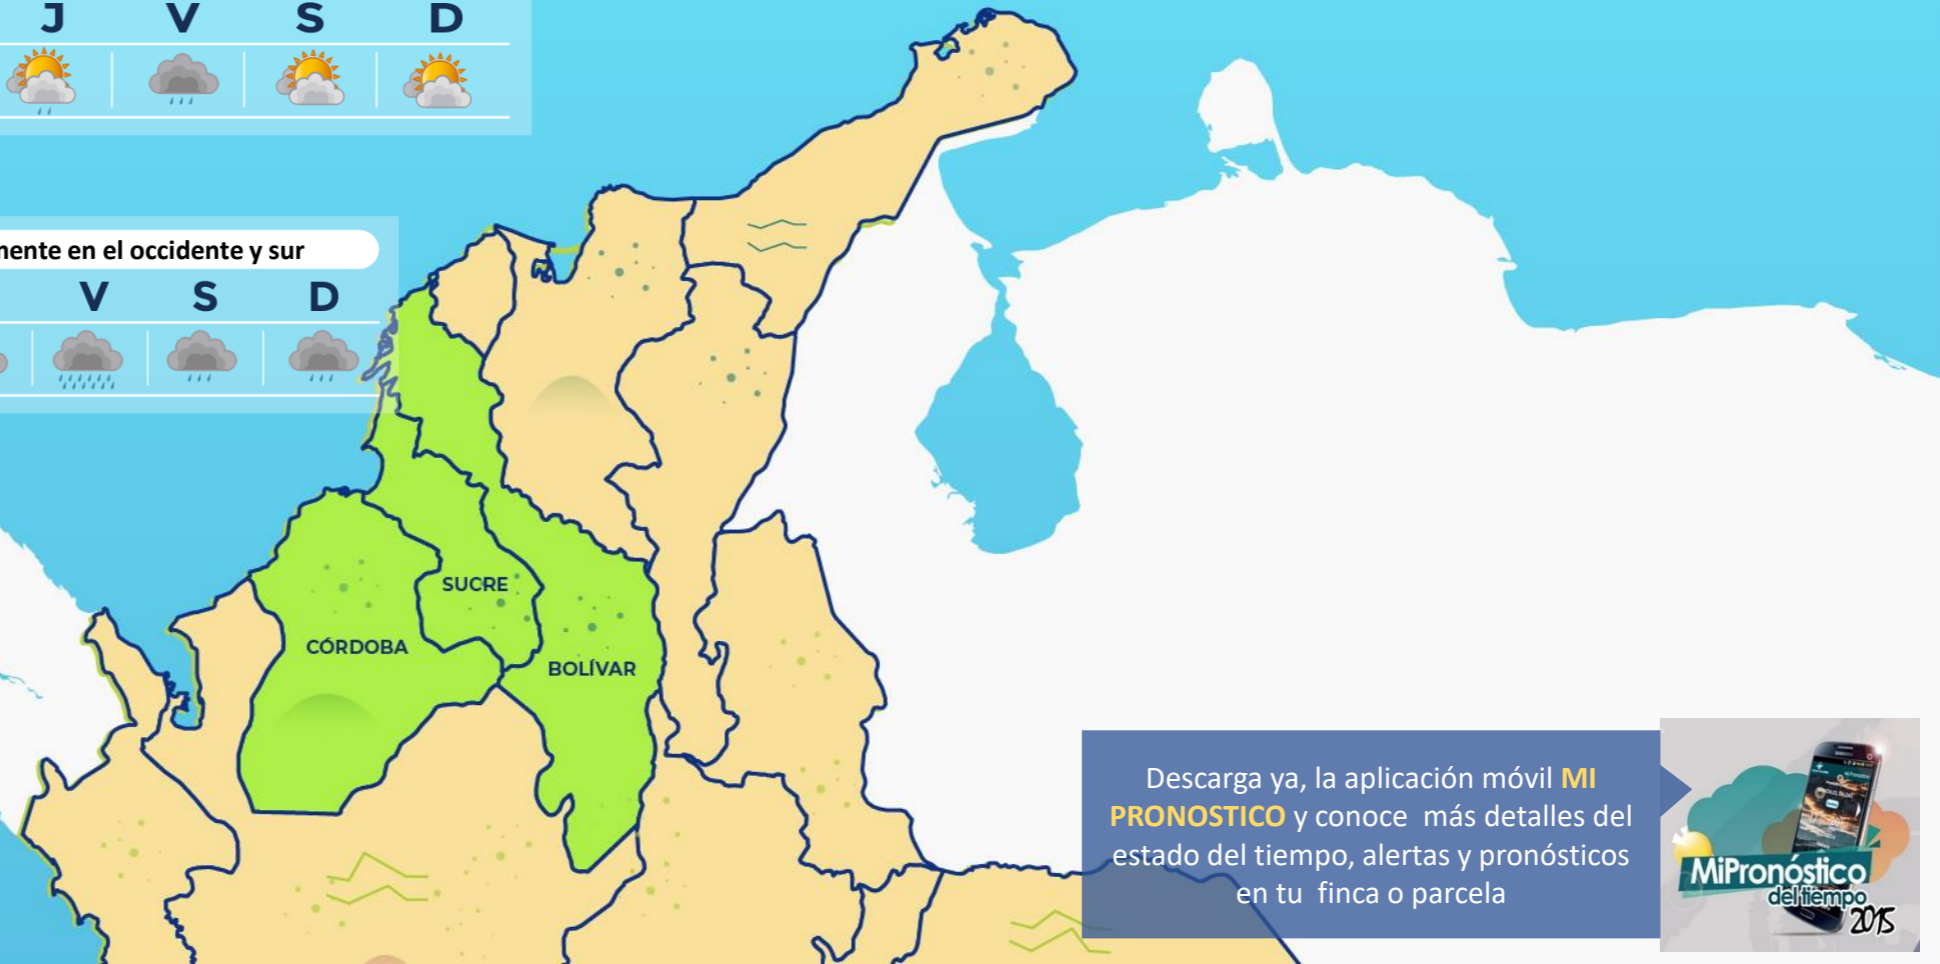 J V S D
mente en el occidente y sur
V S D
SUCRE
CÓRDOBA
BOLÍVAR
Descarga ya, la aplicación móvil MI
PRONOSTICO y conoce más detalles del
estado del tiempo, alertas y pronósticos
en tu finca o parcela
MiPronóstico
del tiempo
2015